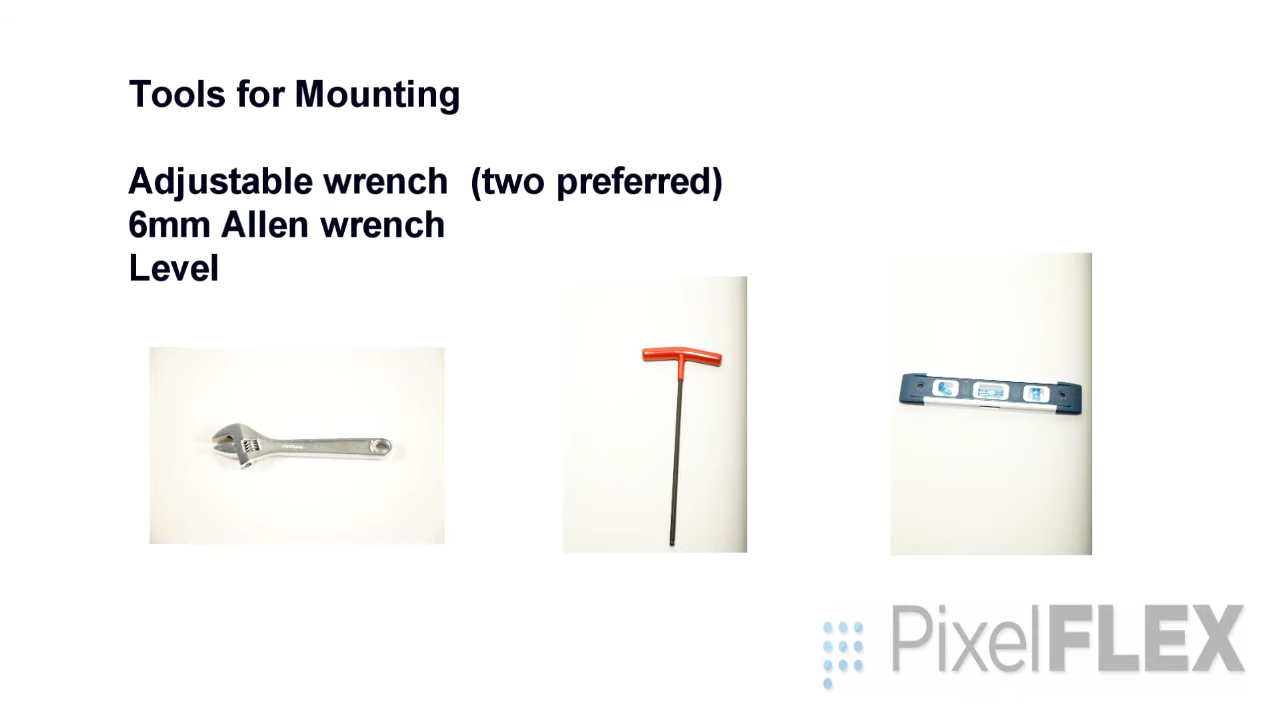 Tools for Mounting
Adjustable wrench (two preferred)
6mm Allen wrench
Level
PixelFLEX